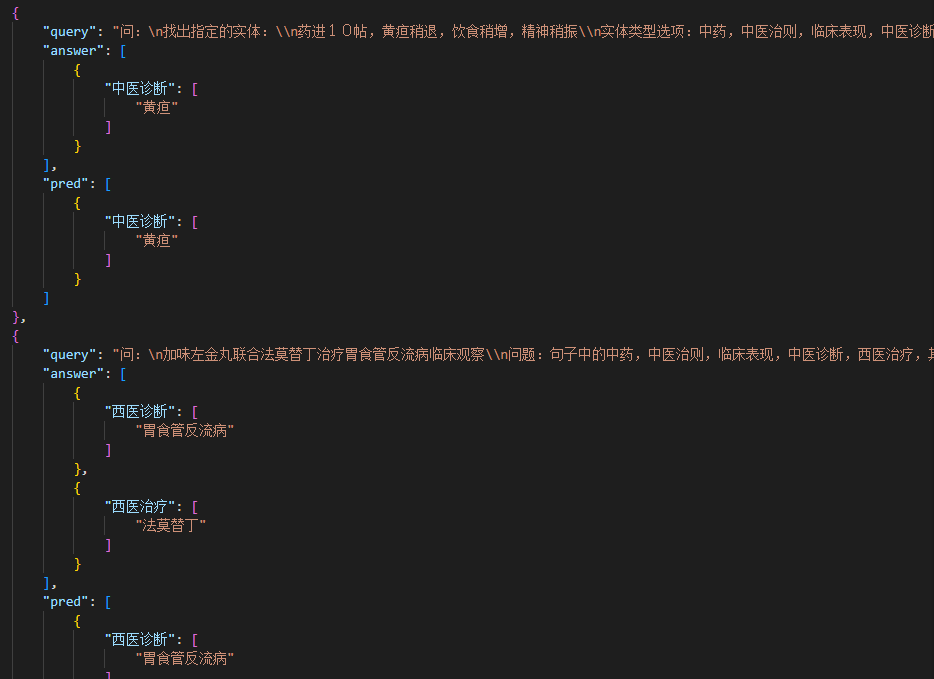 {
"query": "问：\n找出指定的实体：\\n药进１０帖，黄疸稍退，饮食稍增，精神稍振\\n实体类型选项：中药，中医治则，临床表现，中医诊断
"answer": [
{
"中医诊断": [
"黄疸"
]
}
],
"pred": [
{
"中医诊断": [
"黄疸"
]
}
]
},
{
"query": "问：\n加味左金丸联合法莫替丁治疗胃食管反流病临床观察\\n问题：句子中的中药，中医治则，临床表现，中医诊断，西医治疗，其
"answer": [
{
"西医诊断": [
"胃食管反流病"
]
},
{
"西医治疗": [
"法莫替丁"
]
}
],
"pred": [
{
"西医诊断": [
"胃食管反流病"
]